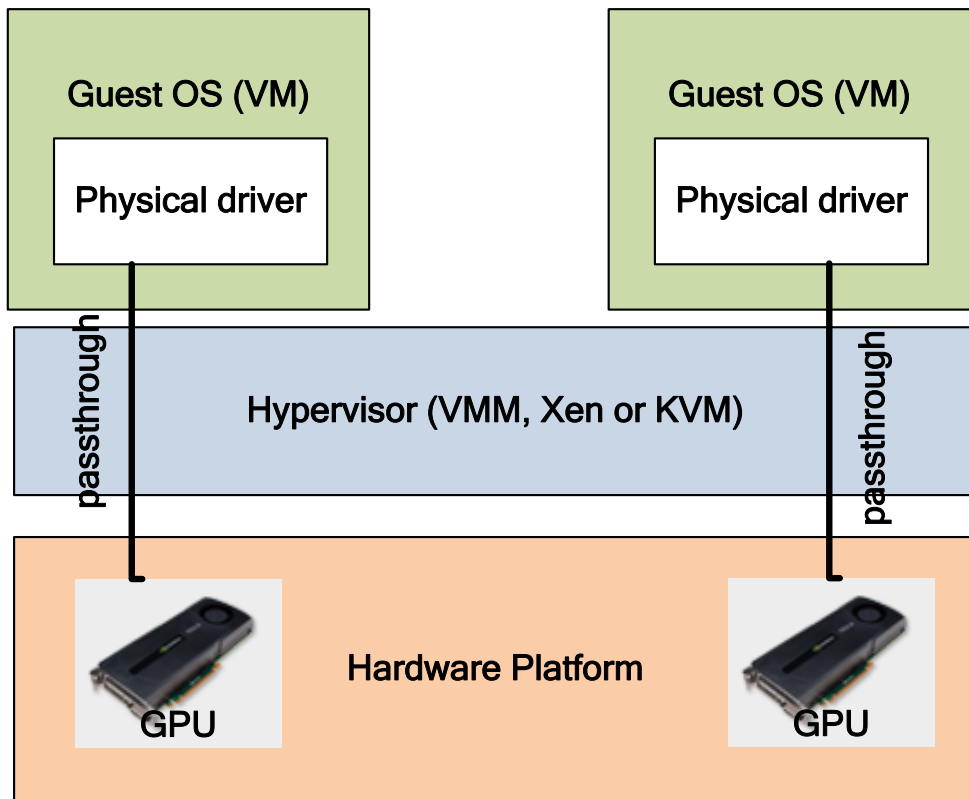 Guest OS (VM)
Guest OS (VM)
Physical driver
Physical driver
passthrough
passthrough
Hypervisor (VMM, Xen or KVM)
Hardware Platform
GPU
GPU